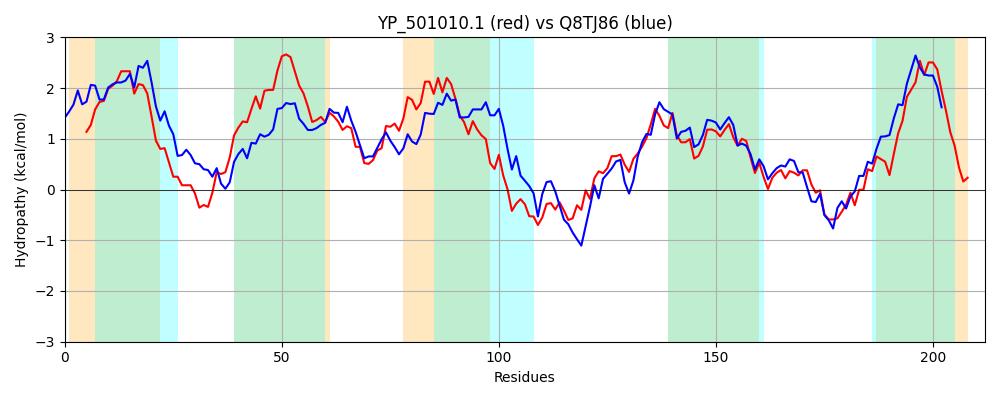 YP_501010.1 (red) vs Q8TJ86 (blue)
3
2
1
0
−1
−2
−3
Hydropathy (kcal/mol)
0 50 100 150 200
Residues